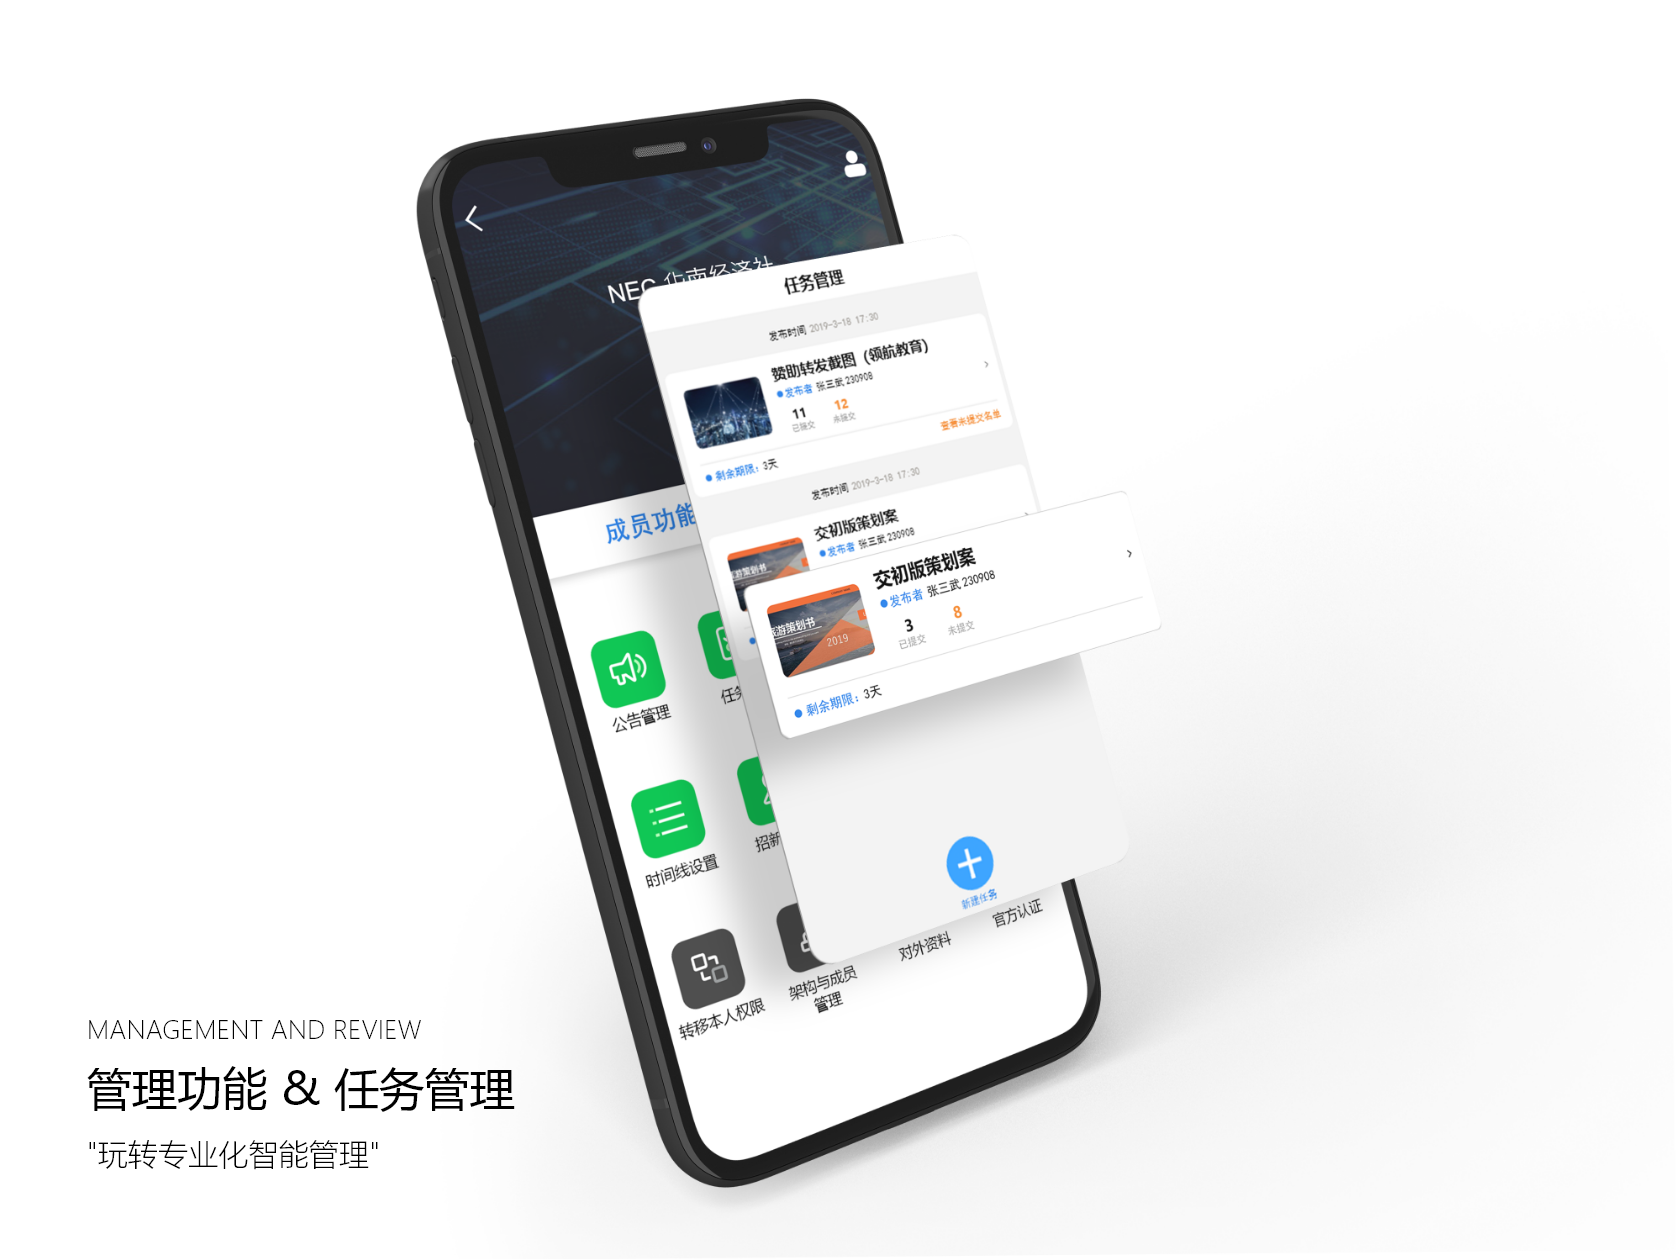 NEC 华南经济社
任务管理
发布时间 2019-3-18 17:30
赞助转发截图（领航教育）
发布者 张三武 230908
11 12
已提交 未提交
查看未提交名单
剩余期限：3天
发布时间 2019-3-18 17:30
交初版策划案
发布者 张三武 230908
交初版策划案
发布者 张三武 230908
3 8
已提交 未提交
旅游策划书
2019
剩余期限：3天
成员功能
公告管理
任务
时间线设置
招新
新建任务
转移本人权限
架构与成员
管理
对外资料
官方认证
MANAGEMENT AND REVIEW
管理功能 & 任务管理
"玩转专业化智能管理"